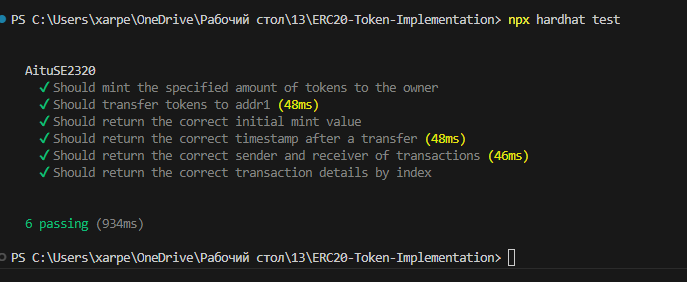 PS C:\Users\xarpe\OneDrive\Рабочий стол\13\ERC20-Token-Implementation> npx hardhat test
AituSE2320
✓ Should mint the specified amount of tokens to the owner
✓ Should transfer tokens to addr1 (48ms)
✓ Should return the correct initial mint value
✓ Should return the correct timestamp after a transfer (48ms)
✓ Should return the correct sender and receiver of transactions (46ms)
✓ Should return the correct transaction details by index
6 passing (934ms)
PS C:\Users\xarpe\OneDrive\Рабочий стол\13\ERC20-Token-Implementation>